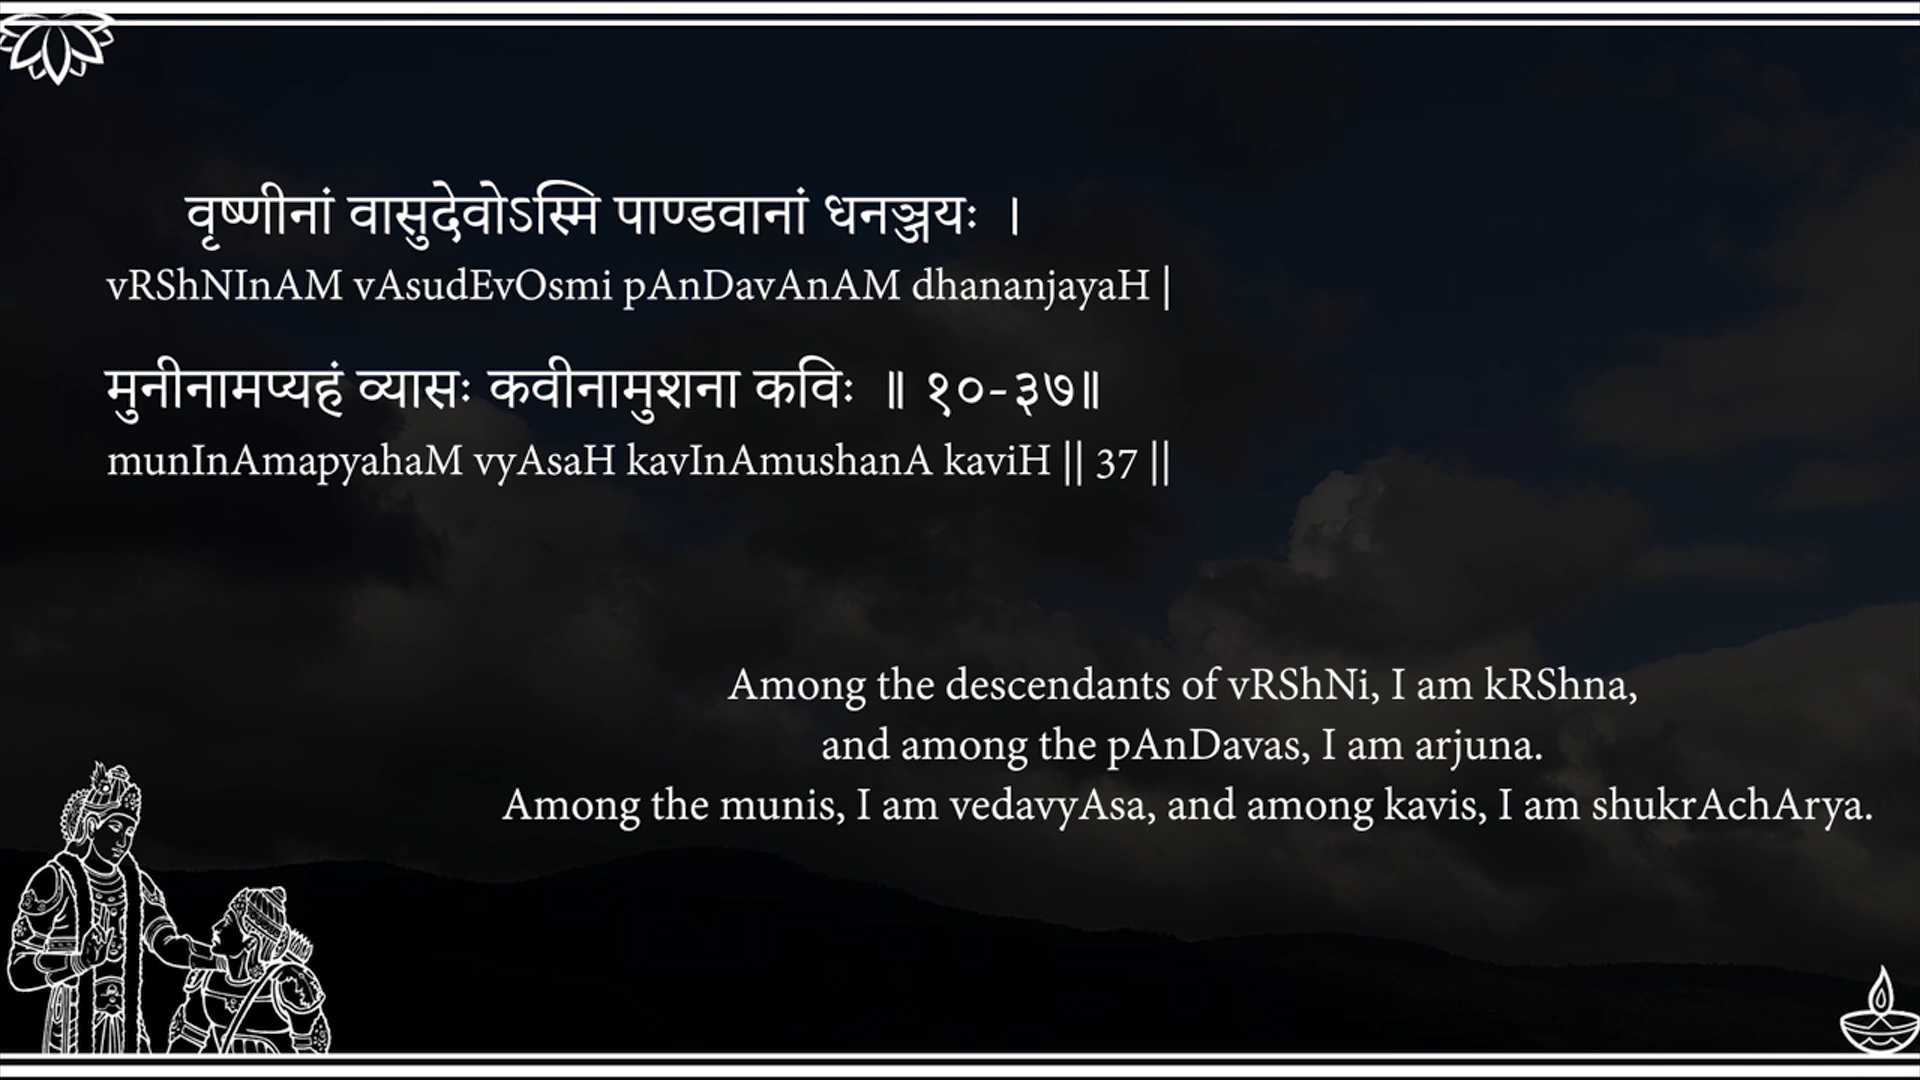 वृष्णीनां वासुदेवोऽस्मि पाण्डवानां धनञ्जयः ।
vRShNInAM vAsudEvOsmi pAnDavAnAM dhananjayaH |
मुनीनामप्यहं व्यासः कवीनामुशना कविः ॥ १०-३७॥
munInAmapyahaM vyAsaH kavInAmushanA kaviH || 37 ||
Among the descendants of vRShNi, I am kRShna,
and among the pAnDavas, I am arjuna.
Among the munis, I am vedavyAsa, and among kavis, I am shukrAchArya.